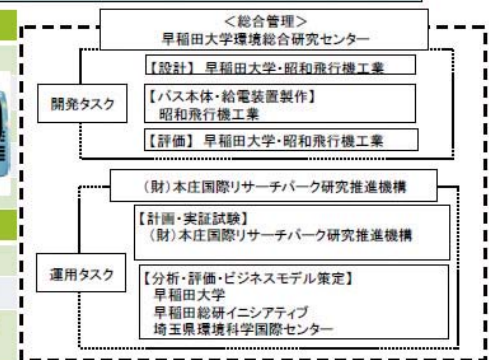 <総合管理>
早稲田大学環境総合研究センター
【設計】 早稲田大学・昭和飛行機工業
開発タスク
【バス本体・給電装置製作】
昭和飛行機工業
【評価】 早稲田大学・昭和飛行機工業
(財)本庄国際リサーチパーク研究推進機構
【計画・実証試験】
(財)本庄国際リサーチパーク研究推進機構
運用タスク
【分析・評価・ビジネスモデル策定】
早稲田大学
早稲田総研イニシアティブ
埼玉県環境科学国際センター